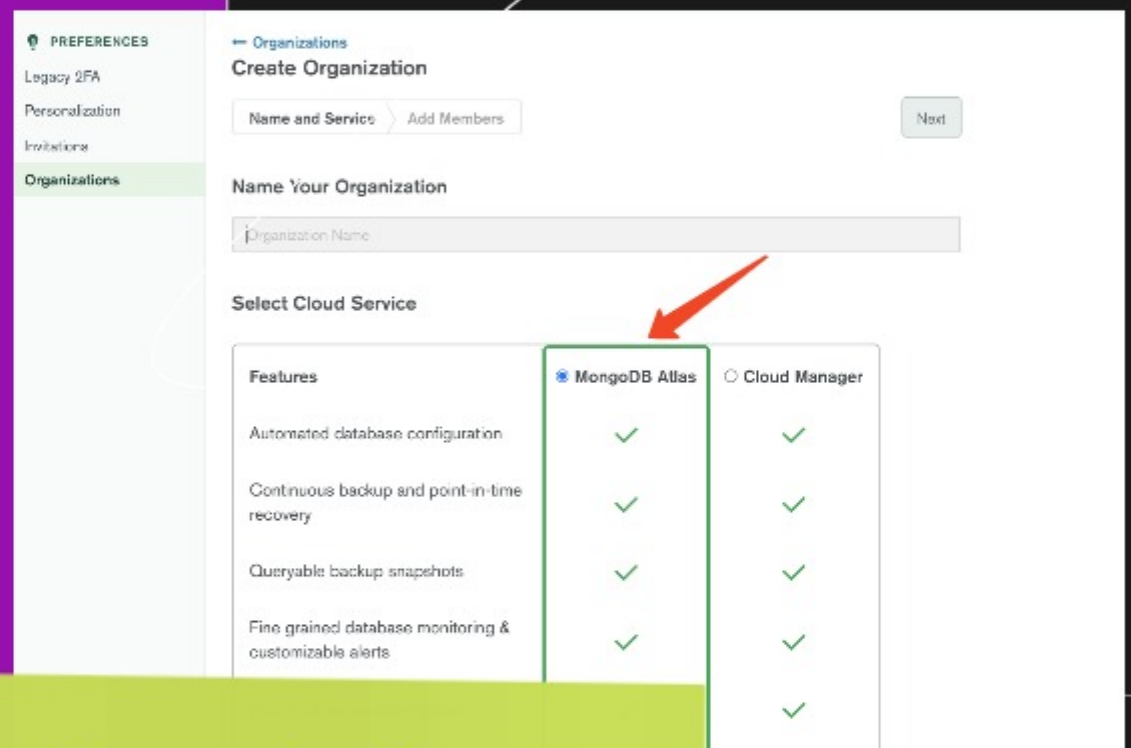 PREFERENCES
Legacy 2FA
Personalization
Invitations
Organizations
← Organizations
Create Organization
Name and Service
Add Members
Next
Name Your Organization
Organization Name
Select Cloud Service
Features
MongoDB Atlas
Cloud Manager
Automated database configuration
Continuous backup and point-in-time
recovery
Queryable backup snapshots
Fine grained database monitoring &
customizable alerts